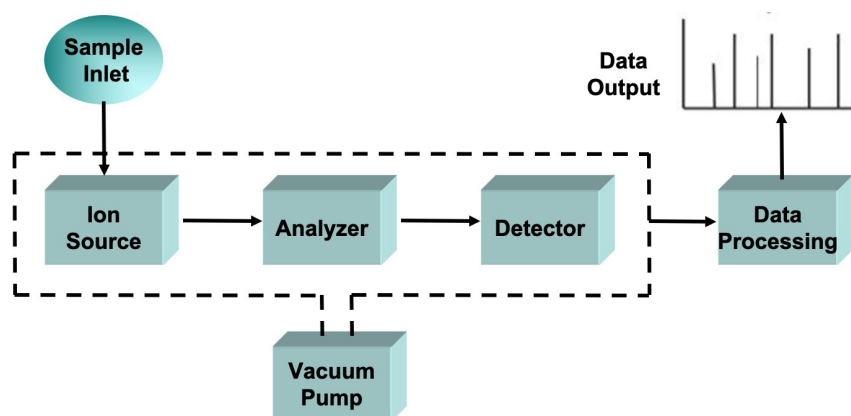 Sample
Inlet
Data
Output
Ion
Source
Analyzer
Detector
Data
Processing
Vacuum
Pump